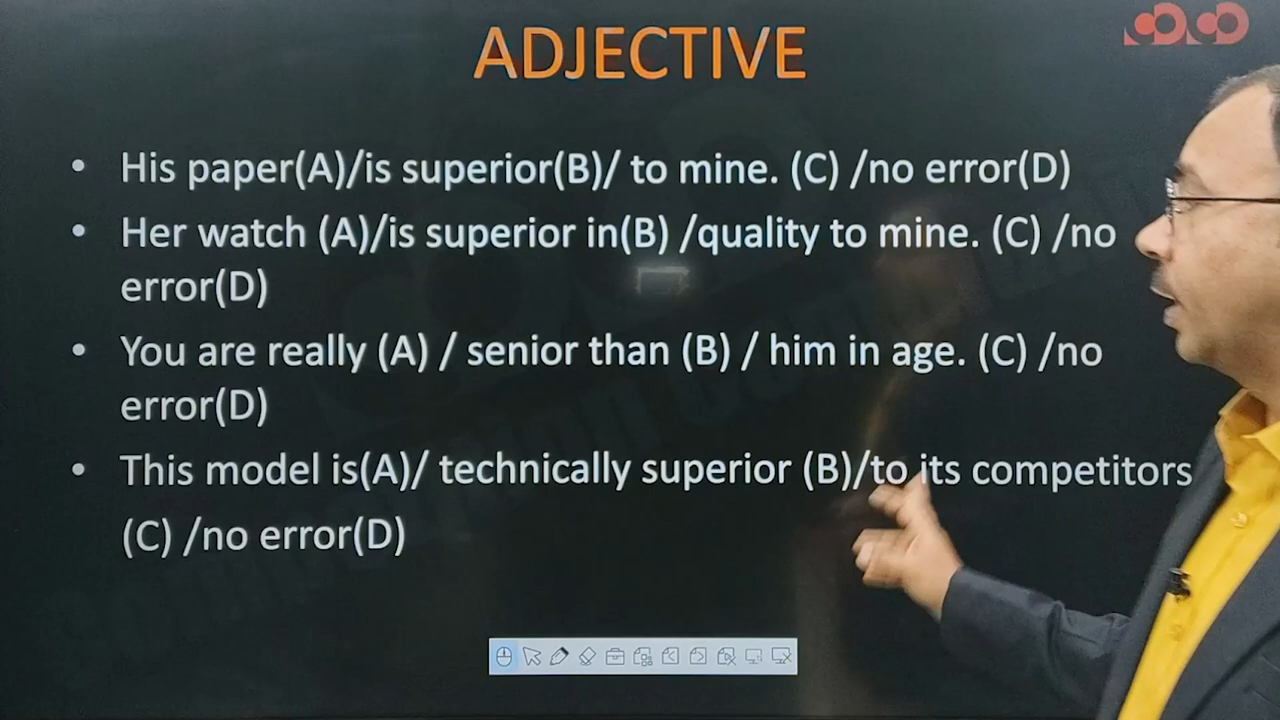 ADJECTIVE
• His paper(A)/is superior(B)/ to mine. (C) /no error(D)
• Her watch (A)/is superior in(B) /quality to mine. (C) /no
error(D)
• You are really (A) / senior than (B) / him in age. (C) /no
error(D)
• This model is(A)/ technically superior (B)/to its competitors
(C) /no error(D)